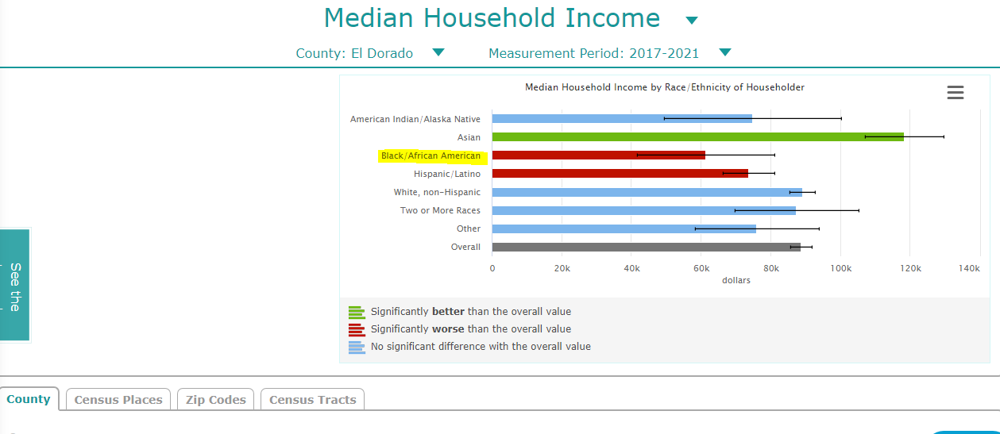 Median Household Income
County: El Dorado Measurement Period: 2017-2021
Median Household Income by Race/Ethnicity of Householder
American Indian/Alaska Native
Asian
Black/African American
Hispanic/Latino
White, non-Hispanic
Two or More Races
Other
Overall
0 20k 40k 60k 80k 100k 120k 140k
dollars
See the
Significantly better than the overall value
Significantly worse than the overall value
No significant difference with the overall value
County Census Places Zip Codes Census Tracts